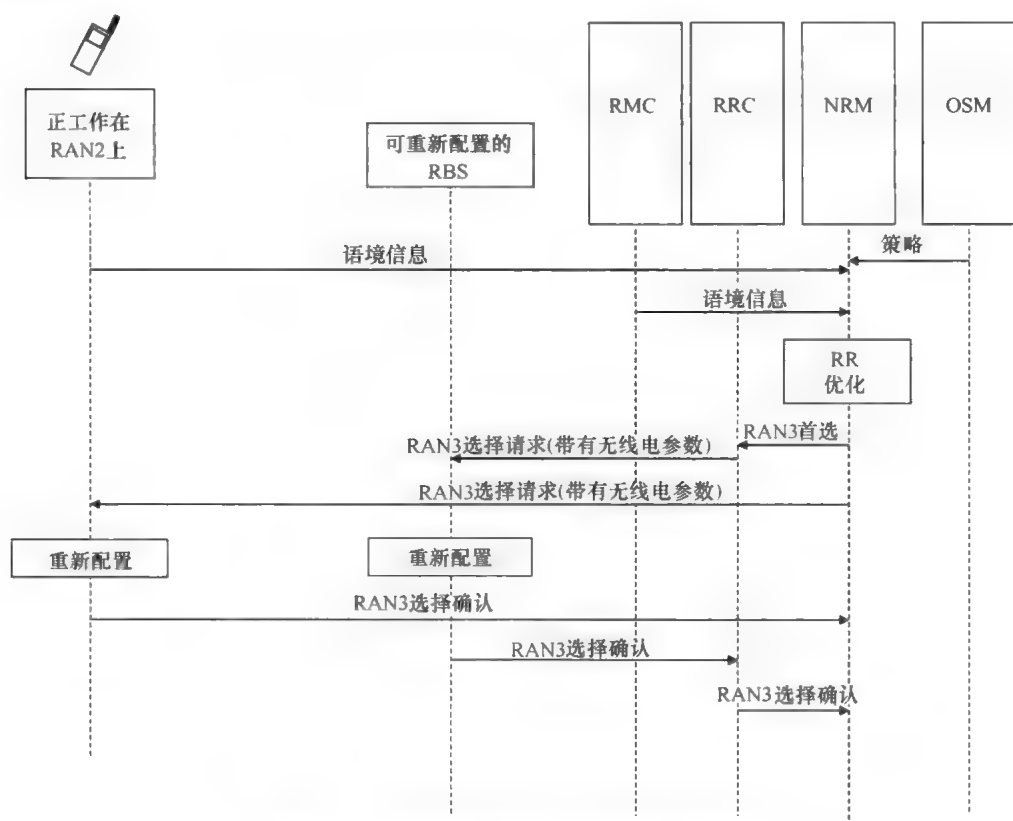 正工作在
RAN2上
可重新配置的
RBS
RMC
RRC
NRM
OSM
策略
语境信息
语境信息
RR
优化
RAN3首选
RAN3选择请求(带有无线电参数)
RAN3选择请求(带有无线电参数)
重新配置
重新配置
RAN3选择确认
RAN3选择确认
RAN3选择确认